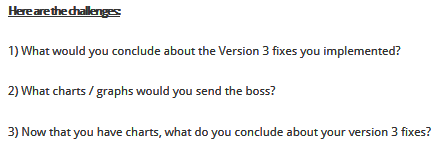 Here are the challenges:
1) What would you conclude about the Version 3 fixes you implemented?
2) What charts / graphs would you send the boss?
3) Now that you have charts, what do you conclude about your version 3 fixes?